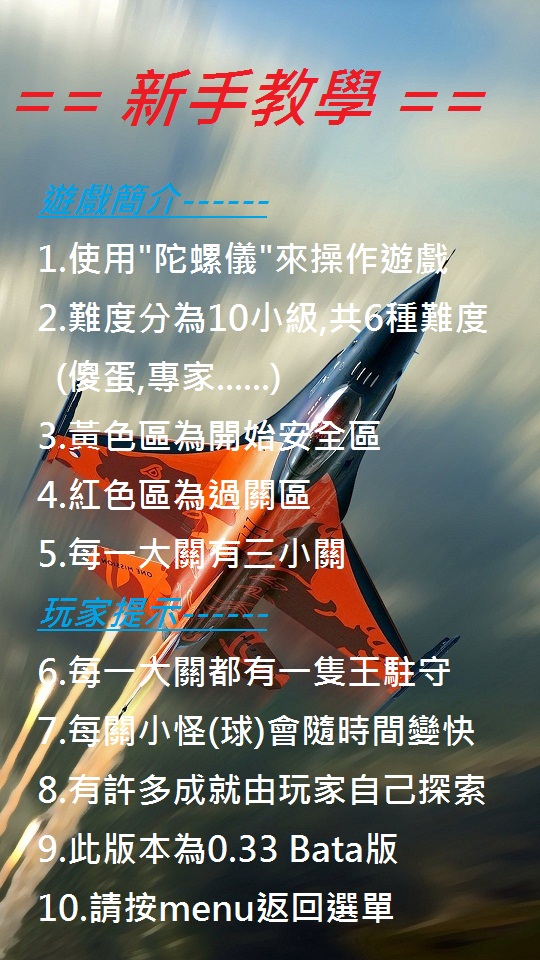 == 新手教學 ==
遊戲簡介------
1.使用"陀螺儀"來操作遊戲
2.難度分為10小級,共6種難度
(傻蛋,專家......)
3.黃色區為開始安全區
4.紅色區為過關區
5.每一大關有三小關
玩家提示------
6.每一大關都有一隻王駐守
7.每關小怪(球)會隨時間變快
8.有許多成就由玩家自己探索
9.此版本為0.33 Bata版
10.請按menu返回選單